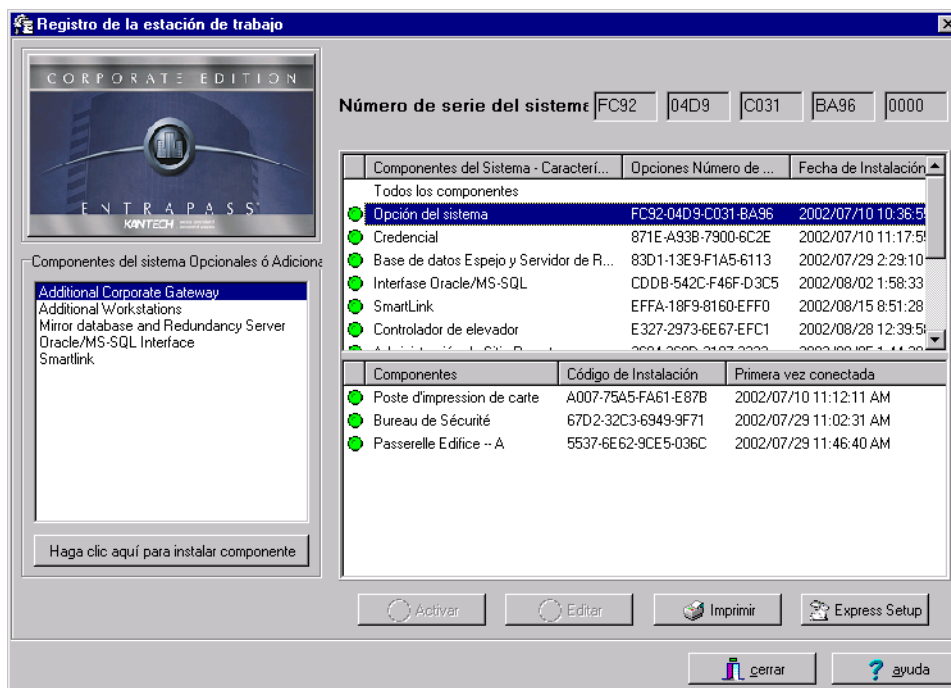 Registro de la estación de trabajo
CORPORATE EDITION
ENTRAPASS
KANTECH
Número de serie del sistema FC92 04D9 C031 BA96 0000
Componentes del Sistema - Caracterí... Opciones Número de ... Fecha de Instalación
Todos los componentes
Opción del sistema FC92-04D9-C031-BA96 2002/07/10 10:36:5
Credencial 871E-A93B-7900-6C2E 2002/07/10 11:17:5
Base de datos Espejo y Servidor de R... 83D1-13E9-F1A5-6113 2002/07/29 2:29:10
Interfase Oracle/MS-SQL CDDB-542C-F46F-D3C5 2002/08/02 1:58:33
SmartLink EFFA-18F9-8160-EFF0 2002/08/15 8:51:28
Controlador de elevador E327-2973-6E67-EFC1 2002/08/28 12:39:5
Componentes del sistema Opcionales ó Adiciona
Additional Corporate Gateway
Additional Workstations
Mirror database and Redundancy Server
Oracle/MS-SQL Interface
Smartlink
Haga clic aquí para instalar componente
Componentes Código de Instalación Primera vez conectada
Poste d'impression de carte A007-75A5-FA61-E87B 2002/07/10 11:12:11 AM
Bureau de Sécurité 67D2-32C3-6949-9F71 2002/07/29 11:02:31 AM
Passerelle Edifice -- A 5537-6E62-9CE5-036C 2002/07/29 11:46:40 AM
Activar Editar Imprimir Express Setup
cerrar ayuda